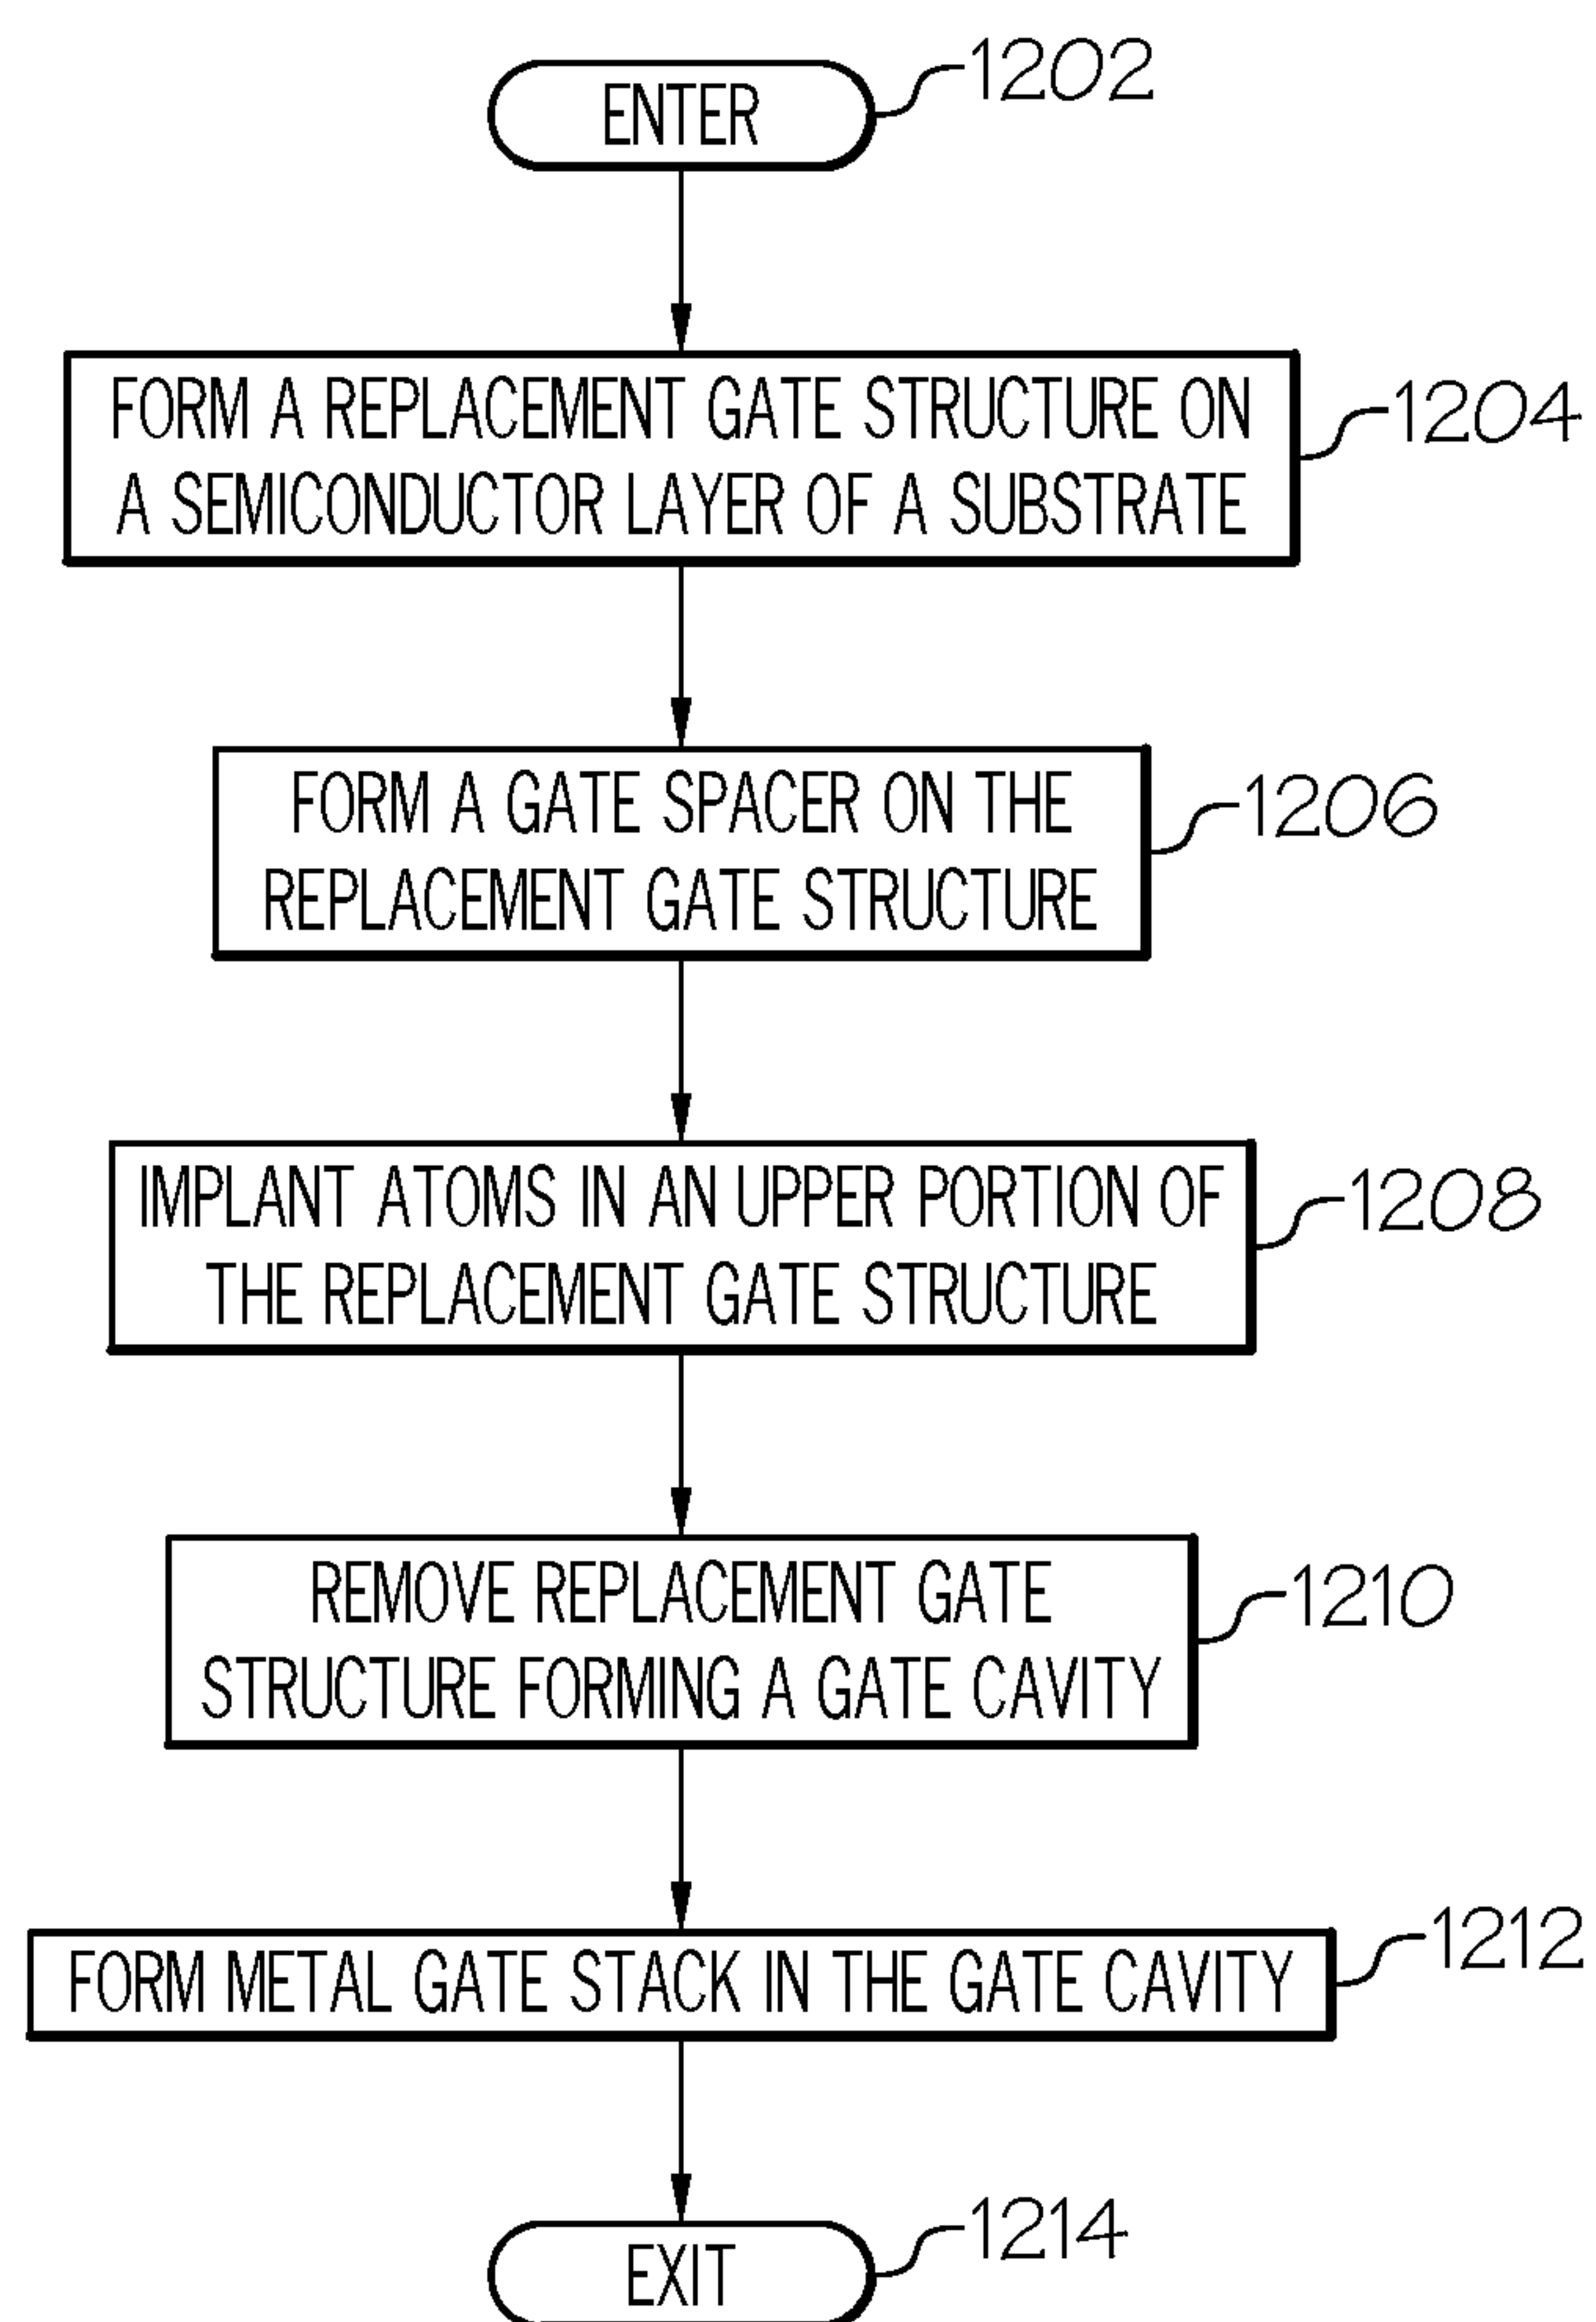 ENTER
1202
FORM A REPLACEMENT GATE STRUCTURE ON
A SEMICONDUCTOR LAYER OF A SUBSTRATE
1204
FORM A GATE SPACER ON THE
REPLACEMENT GATE STRUCTURE
1206
IMPLANT ATOMS IN AN UPPER PORTION OF
THE REPLACEMENT GATE STRUCTURE
1208
REMOVE REPLACEMENT GATE
STRUCTURE FORMING A GATE CAVITY
1210
FORM METAL GATE STACK IN THE GATE CAVITY
1212
EXIT
1214